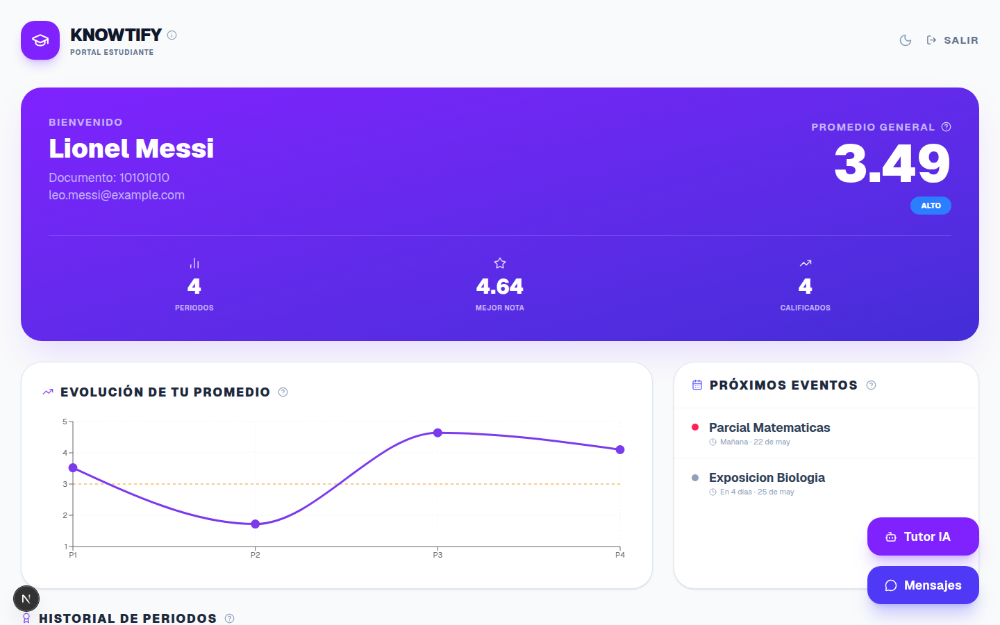 KNOWTIFY
PORTAL ESTUDIANTE
SALIR
BIENVENIDO
Lionel Messi
Documento: 10101010
leo.messi@example.com
PROMEDIO GENERAL
3.49
ALTO
4
PERIODOS
4.64
MEJOR NOTA
4
CALIFICADOS
EVOLUCIÓN DE TU PROMEDIO
5
4
3
2
1
P1
P2
P3
P4
PRÓXIMOS EVENTOS
Parcial Matematicas
Mañana · 22 de may
Exposicion Biologia
En 4 días · 25 de may
Tutor IA
Mensajes
N
HISTORIAL DE PERIODOS